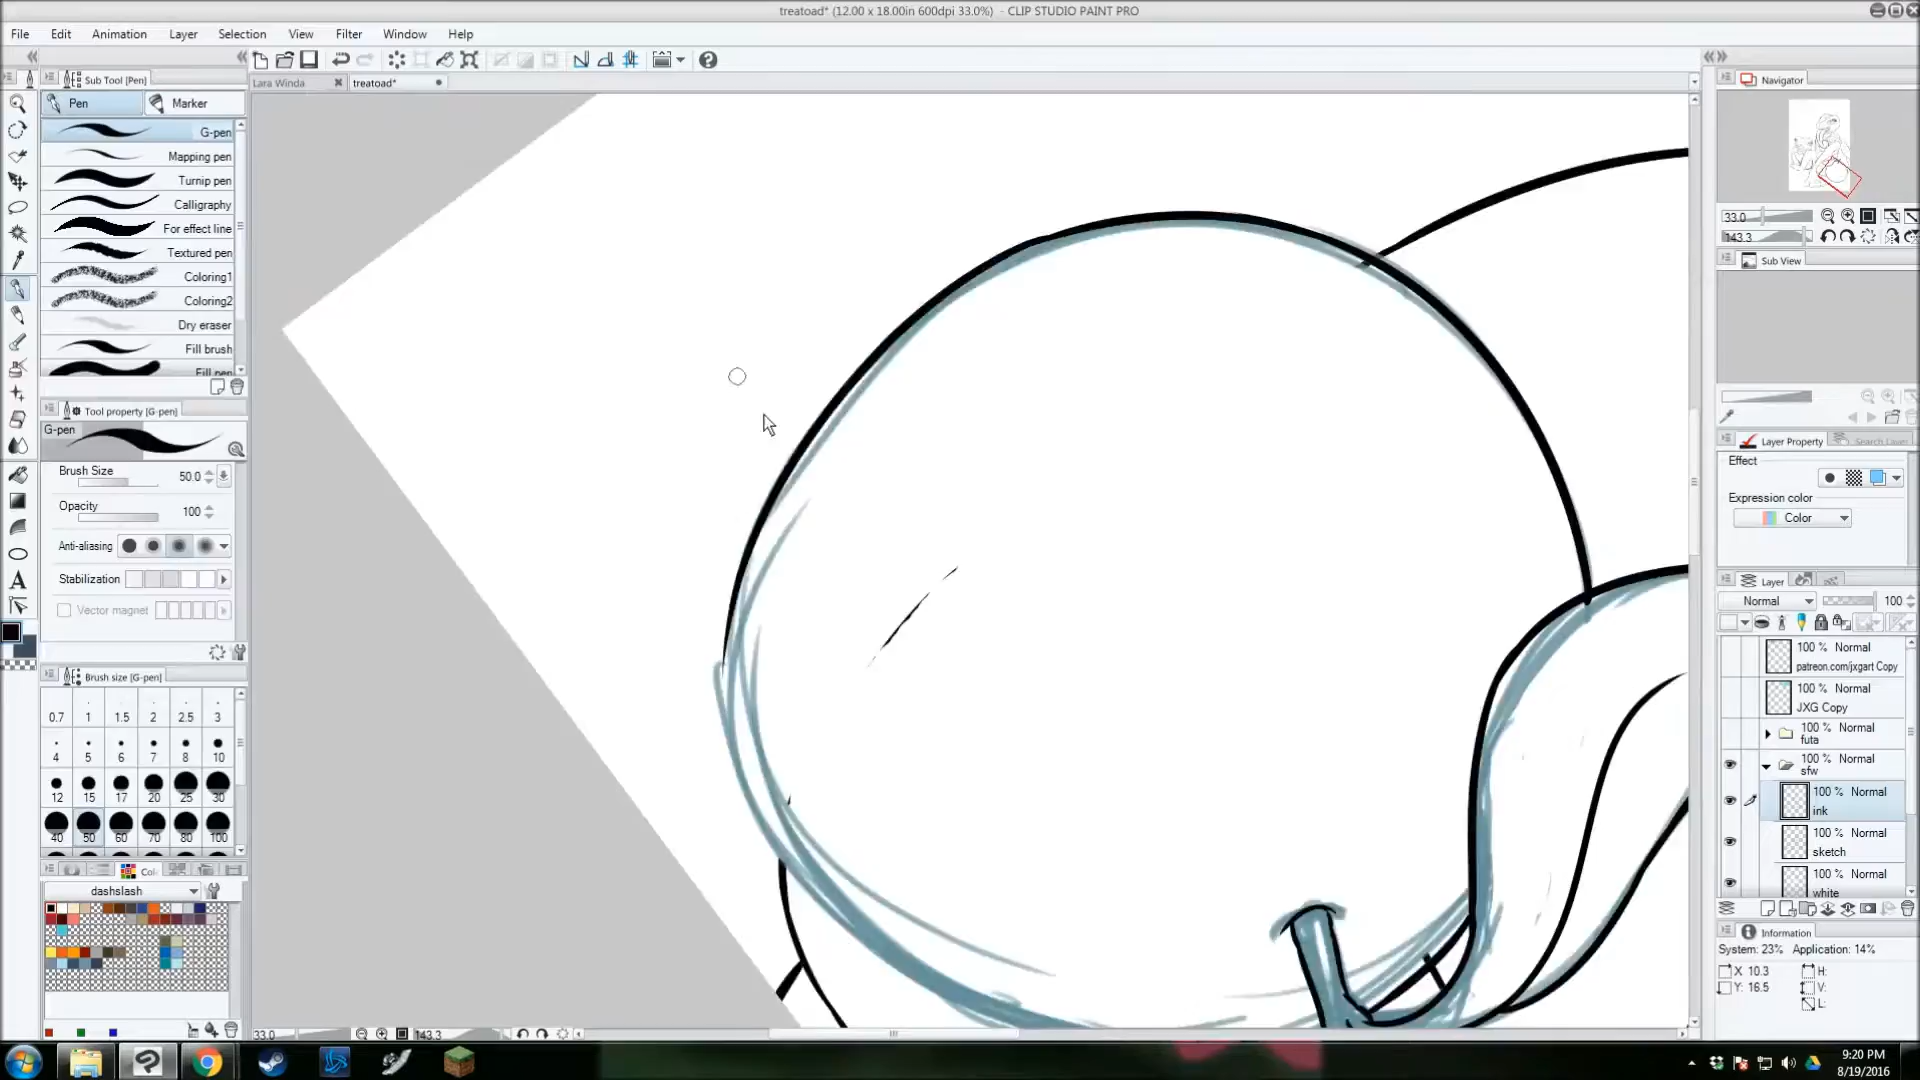 treatoad* (12.00 x 18.00in 600dpi 33.0%) - CLIP STUDIO PAINT PRO
File Edit Animation Layer Selection View Filter Window Help
Sub Tool [Pen]
Lara Winda
treatoad*
Navigator
Pen
Marker
G-pen
Mapping pen
Turnip pen
Calligraphy
For effect line
Textured pen
Coloring1
Coloring2
Dry eraser
Fill brush
Fill pen
33.0
143.3
Sub View
Tool property [G-pen]
G-pen
Brush Size 50.0
Opacity 100
Anti-aliasing
Stabilization
Vector magnet
Layer Property
Search Layer
Effect
Expression color
Color
Brush size [G-pen]
0.7 1 1.5 2 2.5 3
4 5 6 7 8 10
12 15 17 20 25 30
40 50 60 70 80 100
Layer
Normal 100
100 % Normal
patreon.com/jxgart Copy
100 % Normal
JXG Copy
100 % Normal
futa
100 % Normal
sfw
100 % Normal
ink
100 % Normal
sketch
100 % Normal
white
Col
dashslash
Information
System: 23% Application: 14%
X 10.3 H:
Y: 16.5 V:
L:
33.0
143.3
9:20 PM
8/19/2016